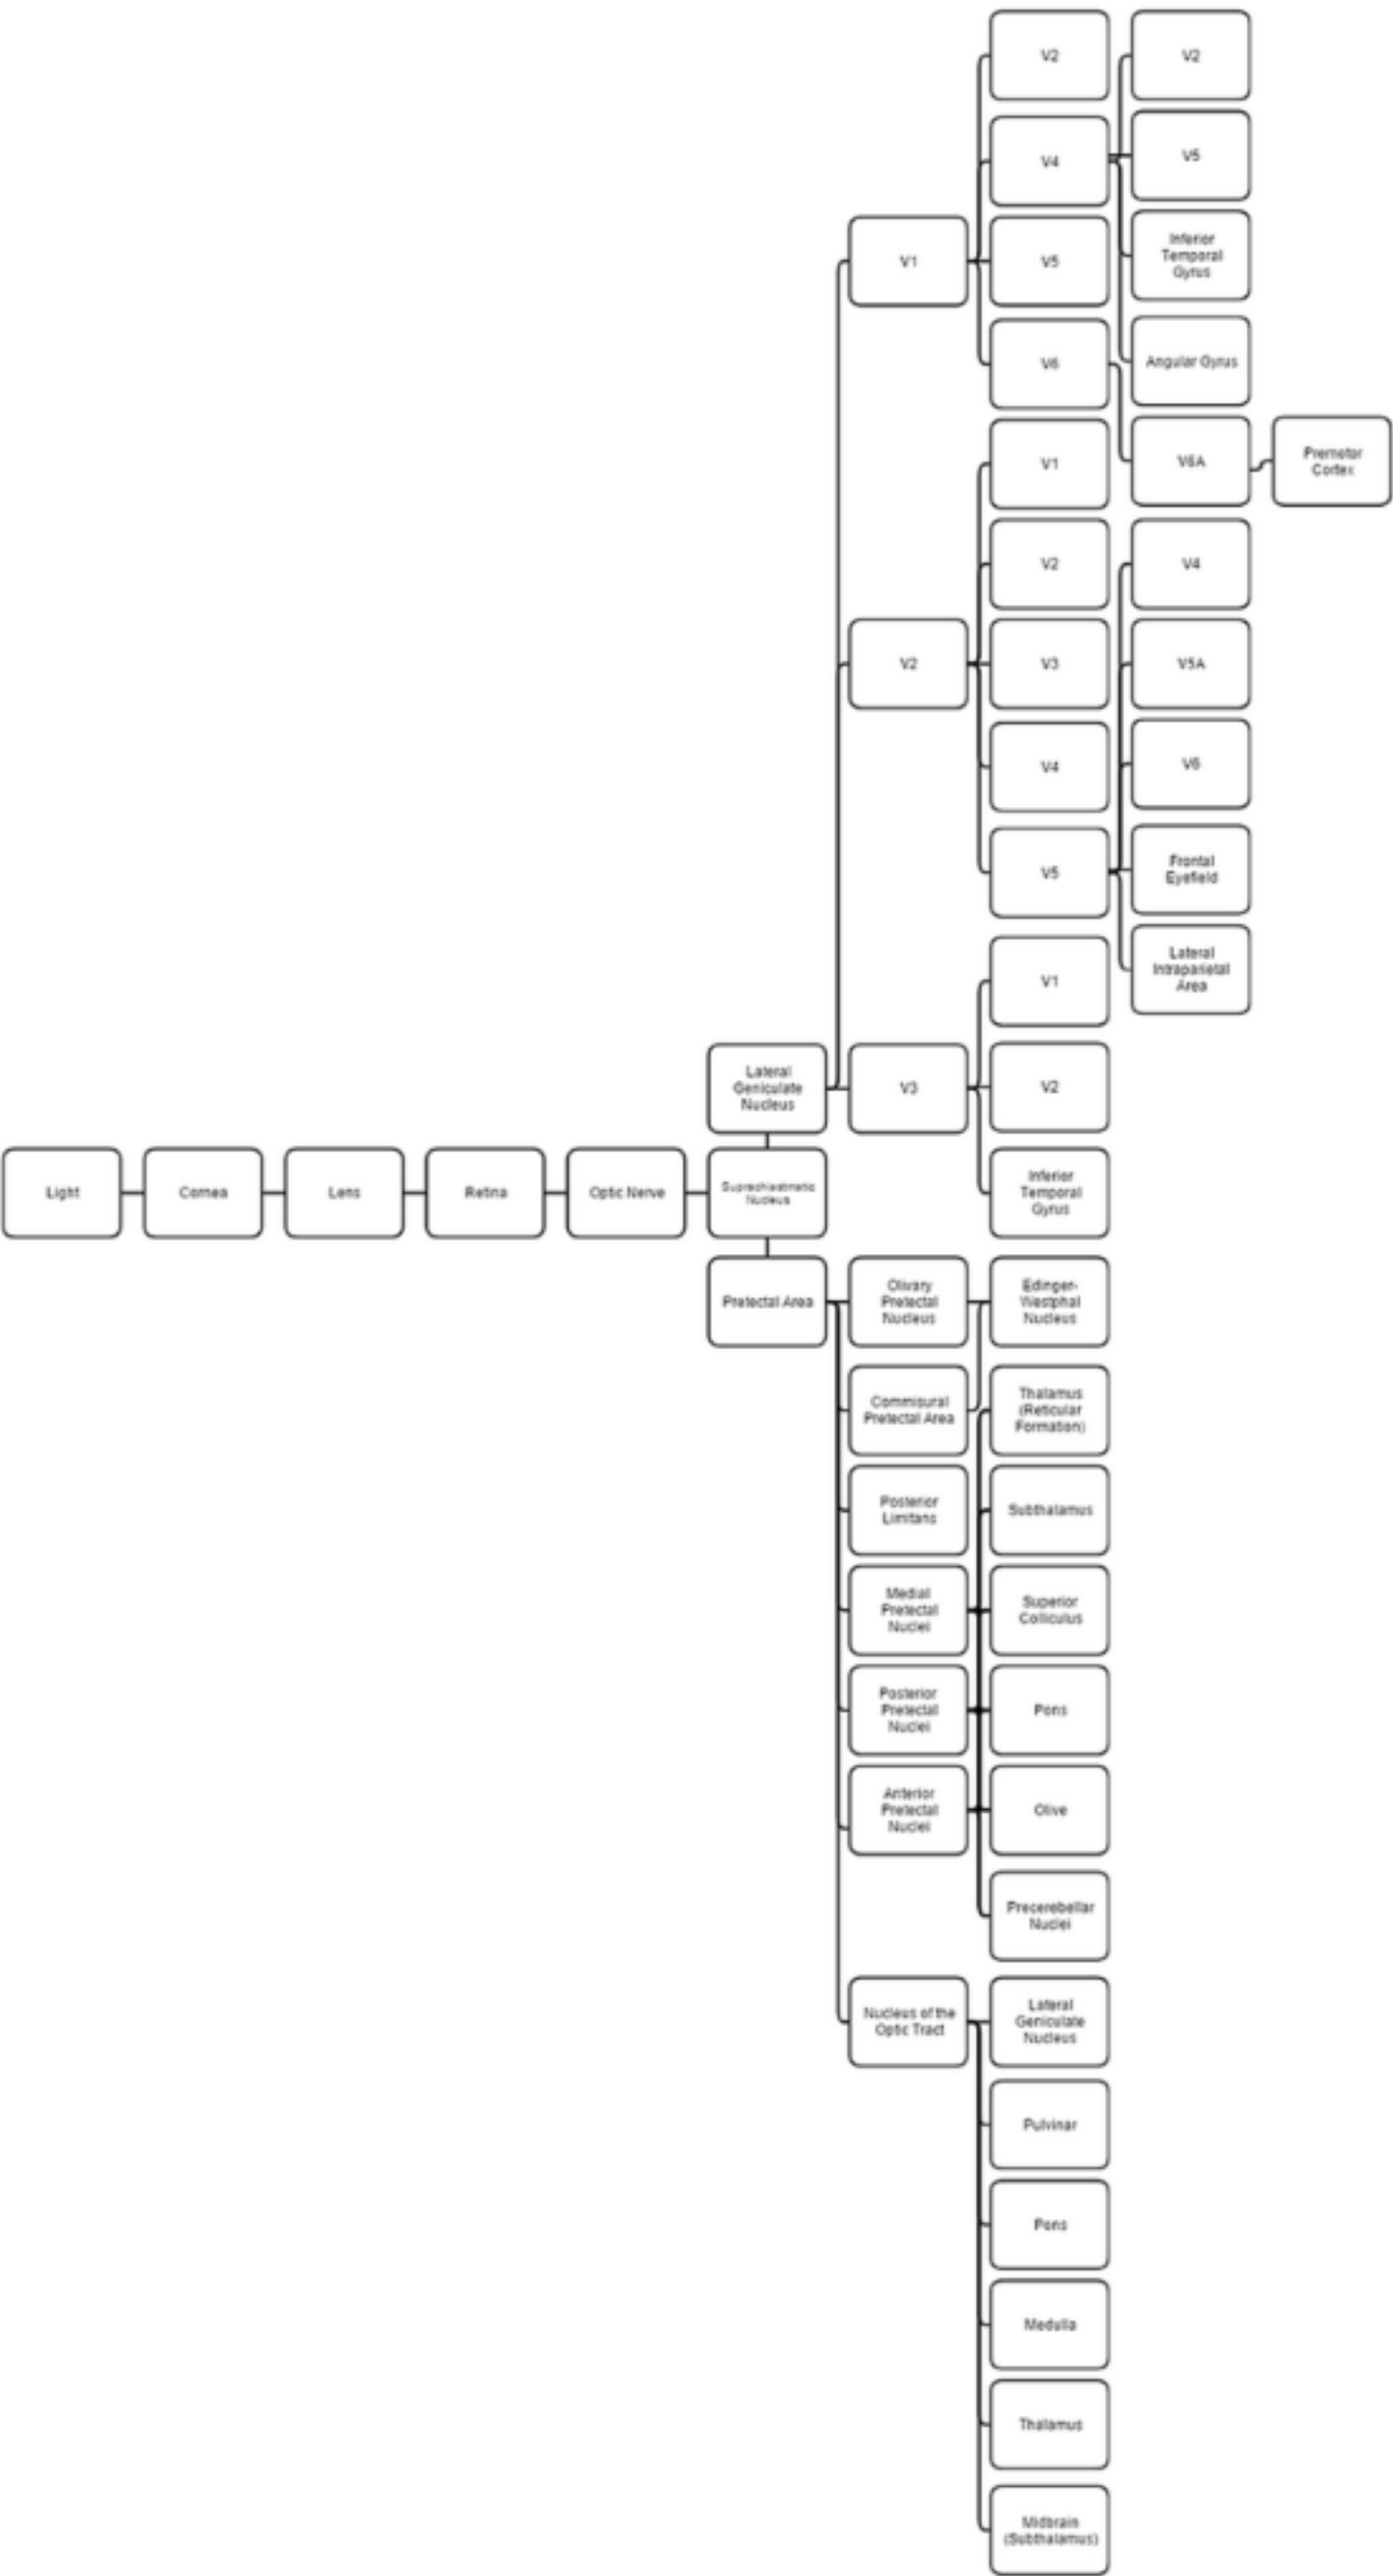 V2
V2
V4
V5
V1
V5
Inferior
Temporal
Gyrus
V6
Angular Gyrus
V1
V6A
Premotor
Cortex
V2
V4
V2
V3
V5A
V4
V6
V5
Frontal
Eyefield
V1
Lateral
Intraparietal
Area
Lateral
Geniculate
Nucleus
V3
V2
Light
Cornea
Lens
Retina
Optic Nerve
Suprachiasmatic
Nucleus
Inferior
Temporal
Gyrus
Pretectal Area
Olivary
Pretectal
Nucleus
Edinger-
Westphal
Nucleus
Commisural
Pretectal Area
Thalamus
(Reticular
Formation)
Posterior
Limitans
Subthalamus
Medial
Pretectal
Nuclei
Superior
Colliculus
Posterior
Pretectal
Nuclei
Pons
Anterior
Pretectal
Nuclei
Olive
Precerebellar
Nuclei
Nucleus of the
Optic Tract
Lateral
Geniculate
Nucleus
Pulvinar
Pons
Medulla
Thalamus
Midbrain
(Subthalamus)